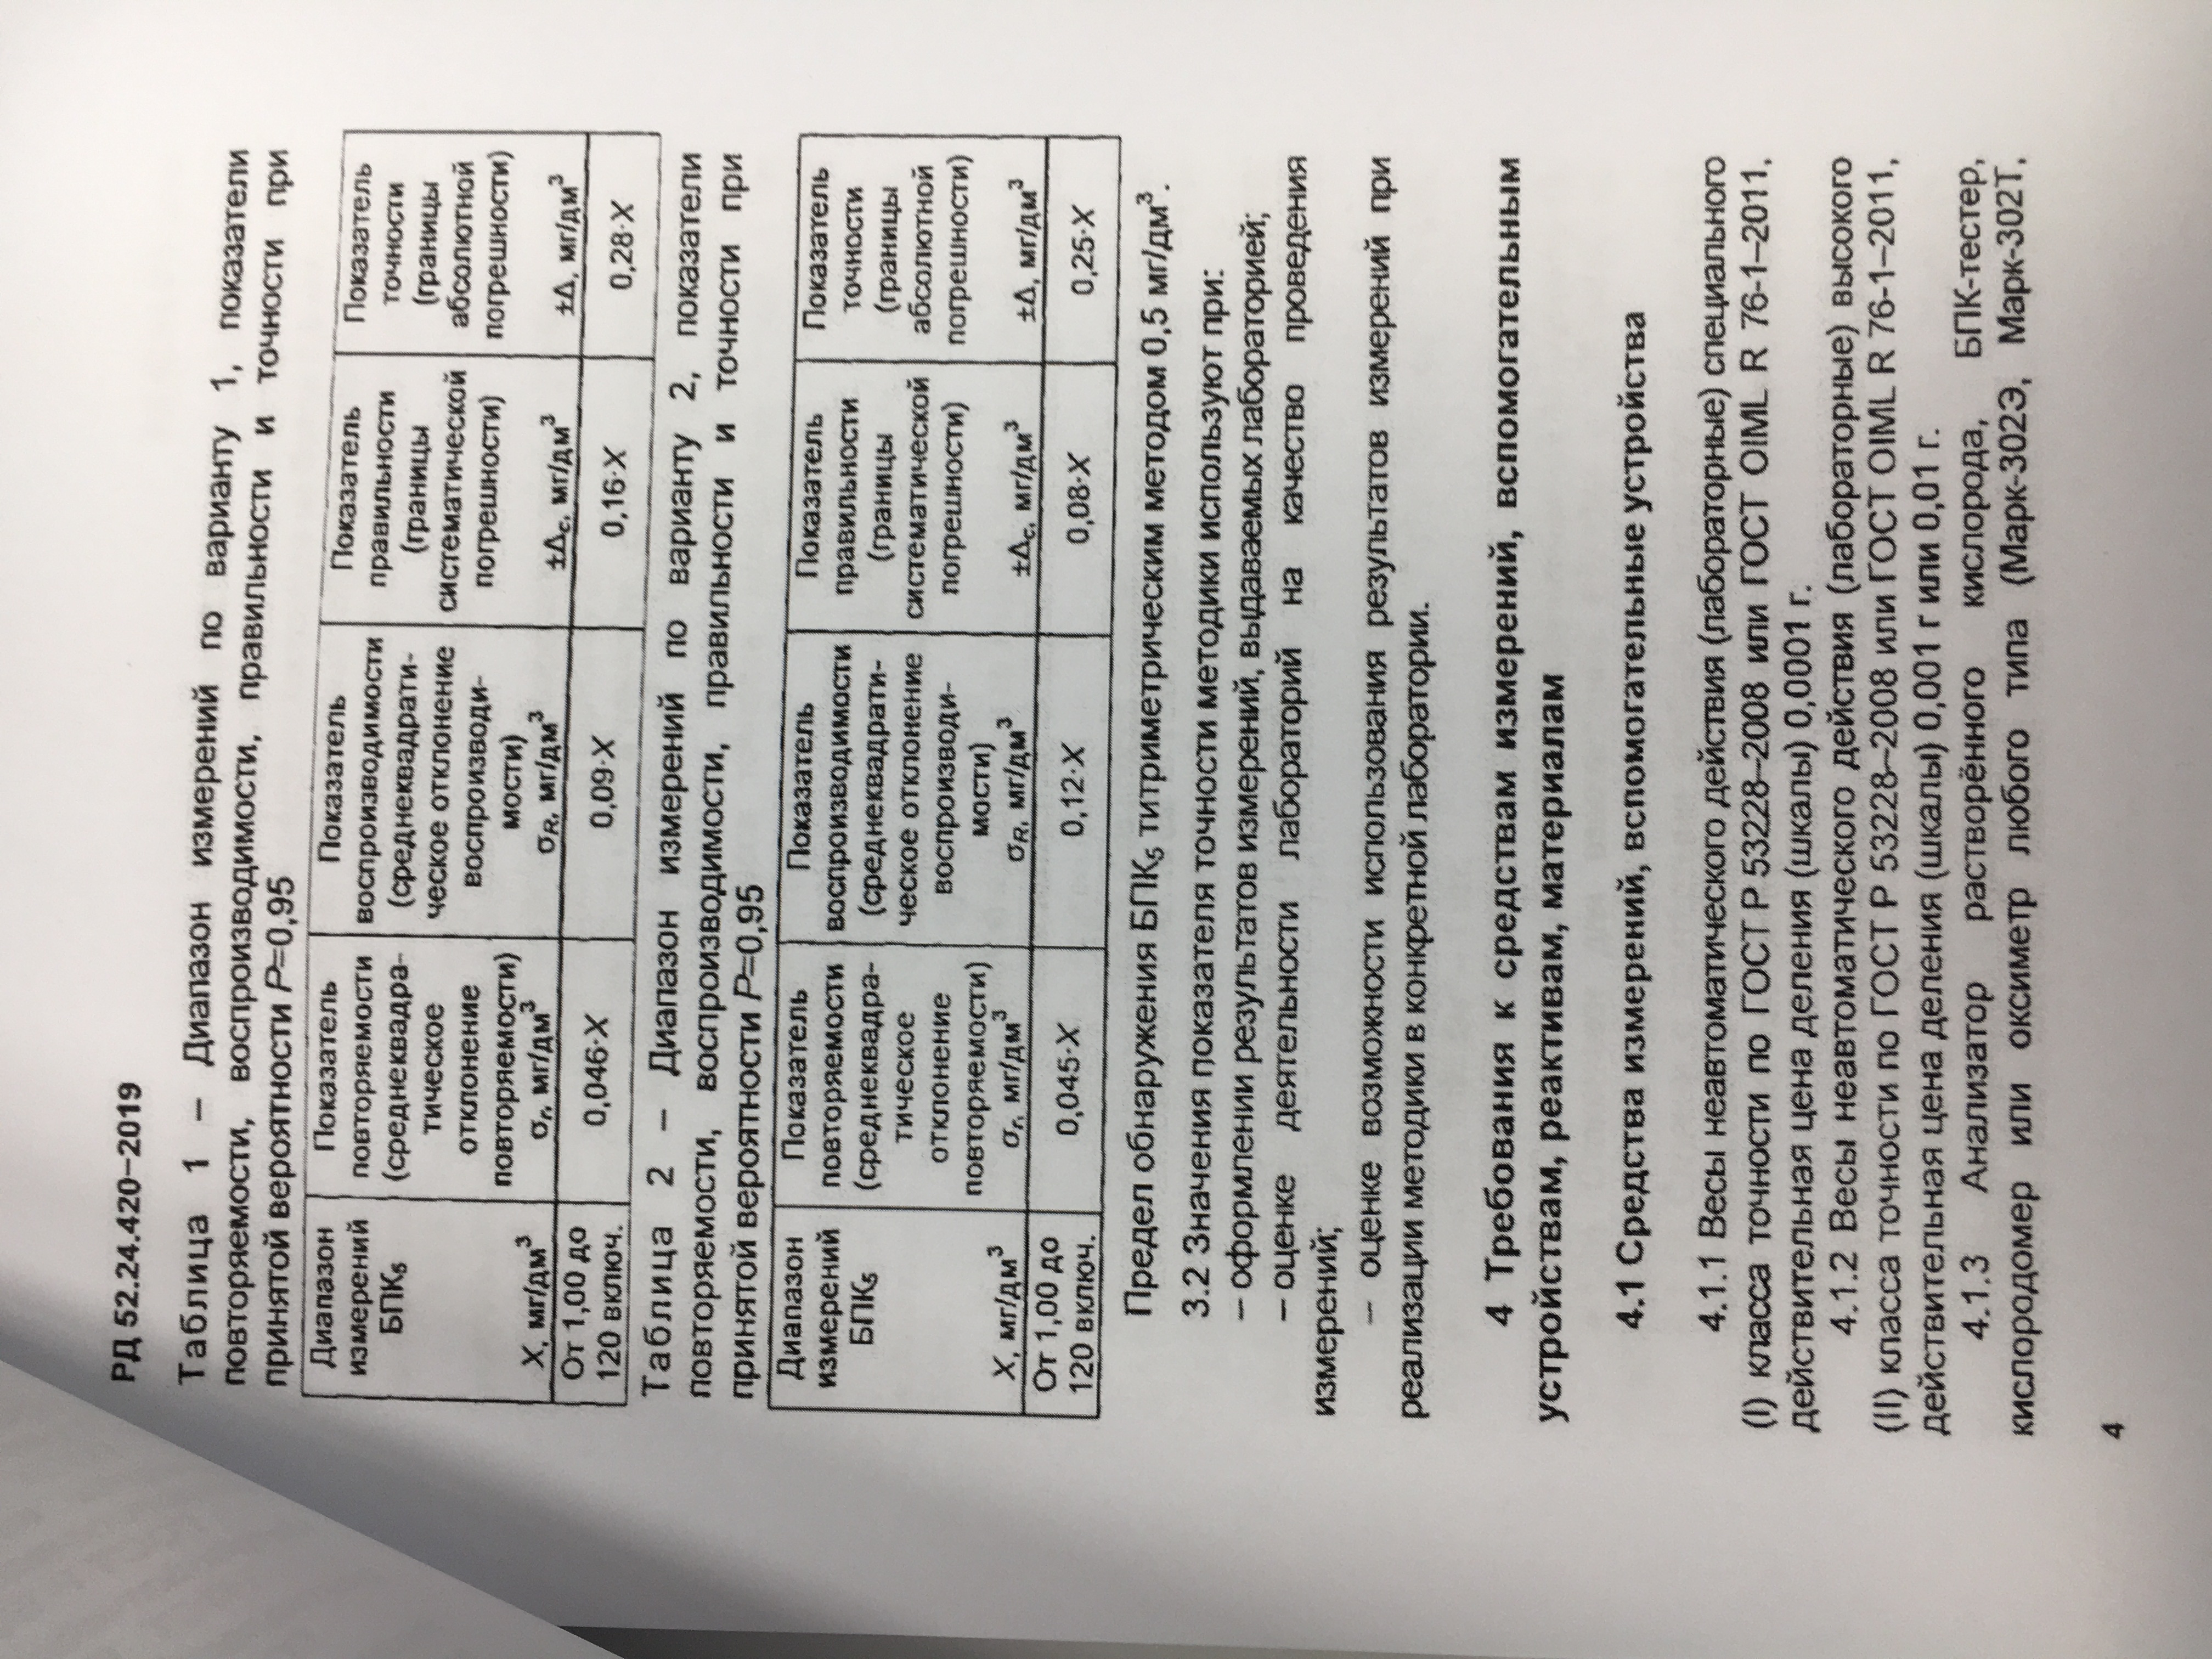 РД 52.24.420–2019
Таблица 1 – Диапазон измерений по варианту 1, показатели
повторяемости, воспроизводимости, правильности и точности при
принятой вероятности P=0,95
Диапазон
измерений
БПК₅
X, мг/дм³
Показатель
повторяемости
(среднеквадра-
тическое
отклонение
повторяемости)
σr, мг/дм³
Показатель
воспроизводимости
(среднеквадрати-
ческое отклонение
воспроизводи-
мости)
σR, мг/дм³
Показатель
правильности
(границы
систематической
погрешности)
±Δс, мг/дм³
Показатель
точности
(границы
абсолютной
погрешности)
±Δ, мг/дм³
От 1,00 до
120 включ.
0,046·X
0,09·X
0,16·X
0,28·X
Таблица 2 – Диапазон измерений по варианту 2, показатели
повторяемости, воспроизводимости, правильности и точности при
принятой вероятности P=0,95
Диапазон
измерений
БПК₅
X, мг/дм³
Показатель
повторяемости
(среднеквадра-
тическое
отклонение
повторяемости)
σr, мг/дм³
Показатель
воспроизводимости
(среднеквадрати-
ческое отклонение
воспроизводи-
мости)
σR, мг/дм³
Показатель
правильности
(границы
систематической
погрешности)
±Δс, мг/дм³
Показатель
точности
(границы
абсолютной
погрешности)
±Δ, мг/дм³
От 1,00 до
120 включ.
0,045·X
0,12·X
0,08·X
0,25·X
Предел обнаружения БПК₅ титриметрическим методом 0,5 мг/дм³.
3.2 Значения показателя точности методики используют при:
– оформлении результатов измерений, выдаваемых лабораторией;
– оценке деятельности лабораторий на качество проведения
измерений;
– оценке возможности использования результатов измерений при
реализации методики в конкретной лаборатории.
4 Требования к средствам измерений, вспомогательным
устройствам, реактивам, материалам
4.1 Средства измерений, вспомогательные устройства
4.1.1 Весы неавтоматического действия (лабораторные) специального
(I) класса точности по ГОСТ Р 53228–2008 или ГОСТ OIML R 76-1–2011,
действительная цена деления (шкалы) 0,0001 г.
4.1.2 Весы неавтоматического действия (лабораторные) высокого
(II) класса точности по ГОСТ Р 53228–2008 или ГОСТ OIML R 76-1–2011,
действительная цена деления (шкалы) 0,001 г или 0,01 г.
4.1.3 Анализатор растворённого кислорода, БПК-тестер,
кислородомер или оксиметр любого типа (Марк-302Э, Марк-302Т,
4